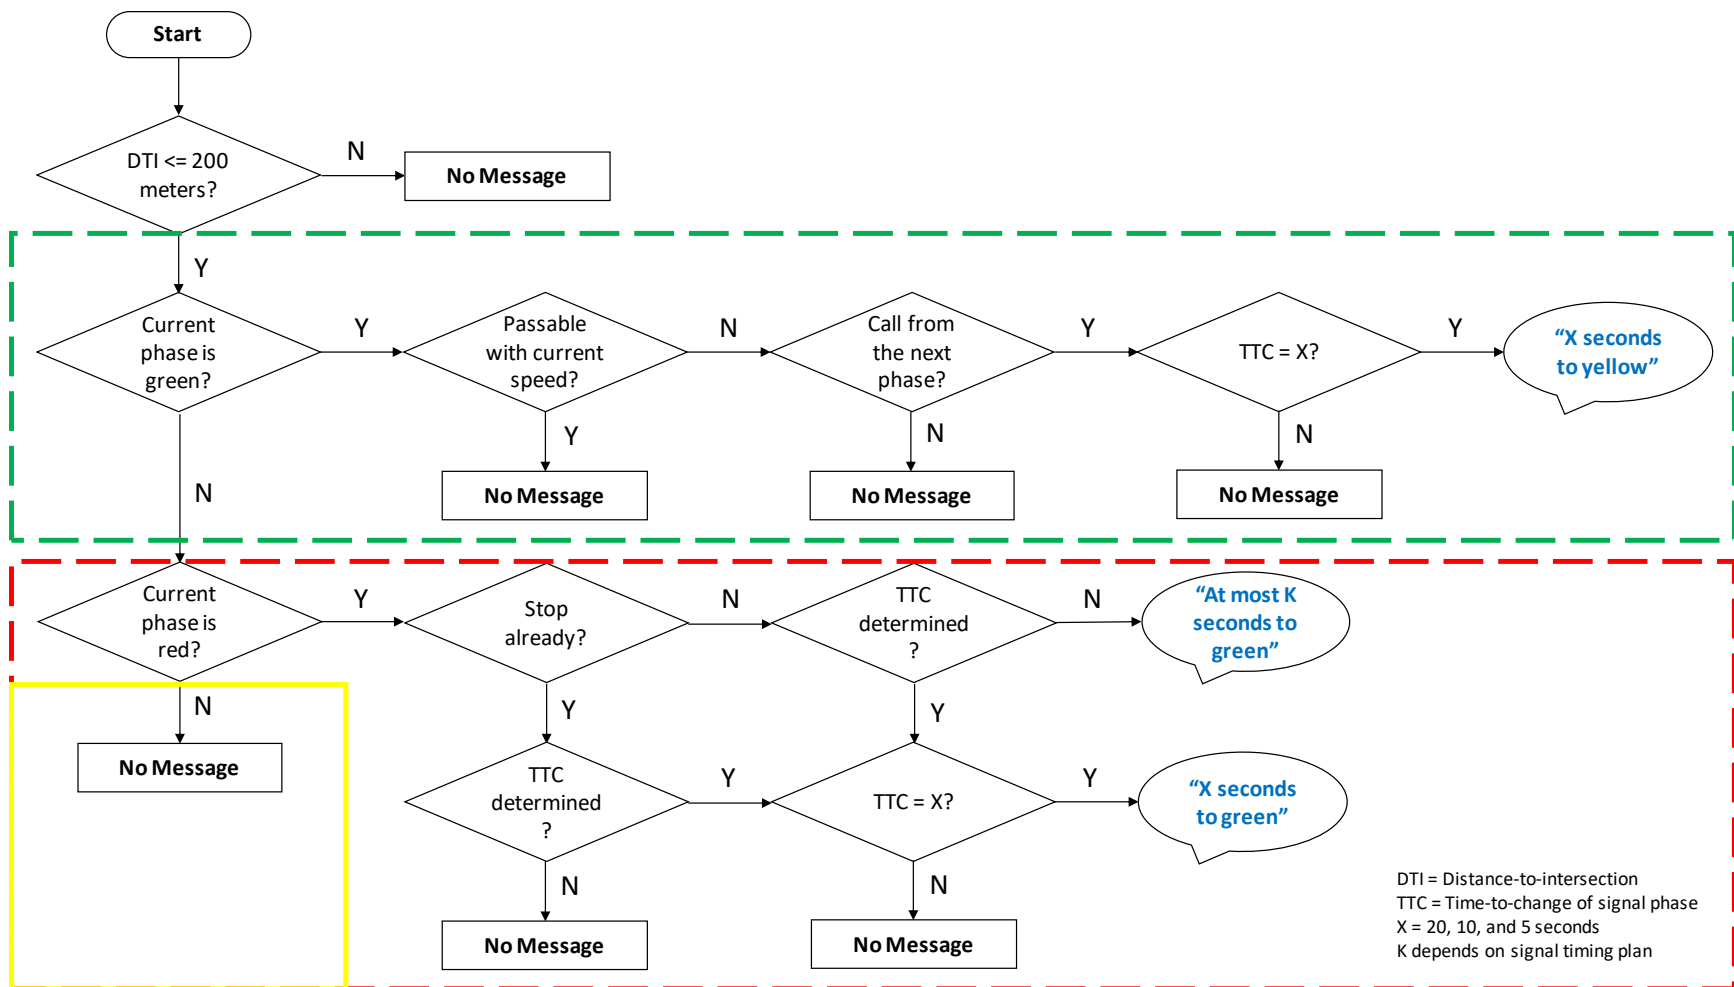 Start
DTI <= 200
meters?
N
No Message
Y
Current
phase is
green?
Y
Passable
with current
speed?
N
Call from
the next
phase?
Y
TTC = X?
Y
“X seconds
to yellow”
Y
N
N
No Message
No Message
No Message
N
Current
phase is
red?
Y
Stop
already?
N
TTC
determined
?
N
“At most K
seconds to
green”
N
Y
Y
No Message
TTC
determined
?
Y
TTC = X?
Y
“X seconds
to green”
N
N
No Message
No Message
DTI = Distance-to-intersection
TTC = Time-to-change of signal phase
X = 20, 10, and 5 seconds
K depends on signal timing plan